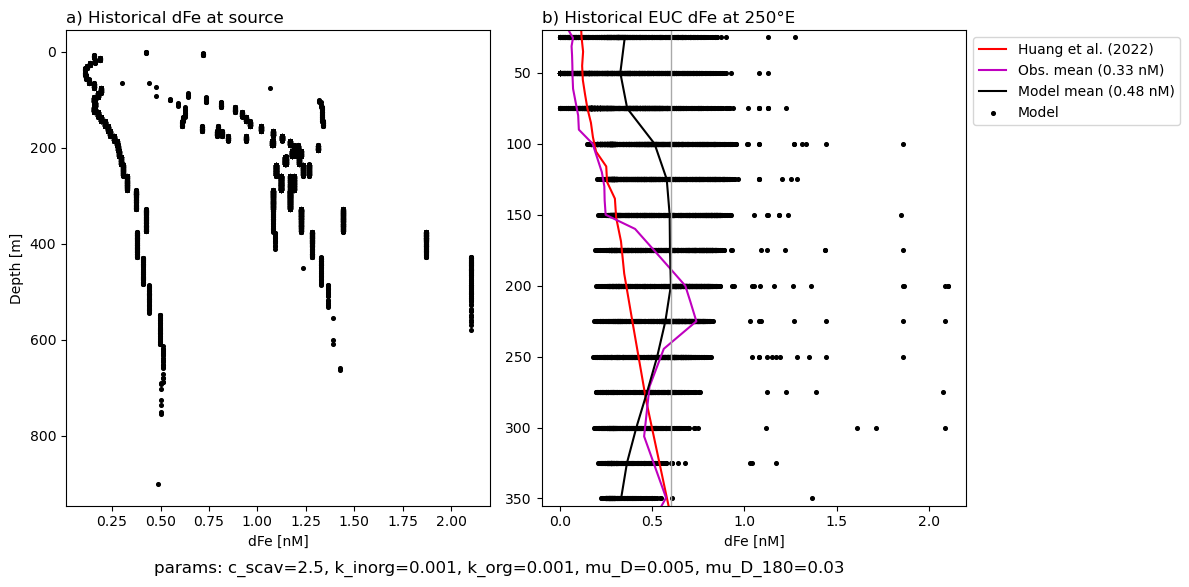 a) Historical dFe at source
0
200
400
600
800
Depth [m]
0.25 0.50 0.75 1.00 1.25 1.50 1.75 2.00
dFe [nM]
b) Historical EUC dFe at 250°E
50
100
150
200
250
300
350
0.0 0.5 1.0 1.5 2.0
dFe [nM]
Huang et al. (2022)
Obs. mean (0.33 nM)
Model mean (0.48 nM)
Model
params: c_scav=2.5, k_inorg=0.001, k_org=0.001, mu_D=0.005, mu_D_180=0.03